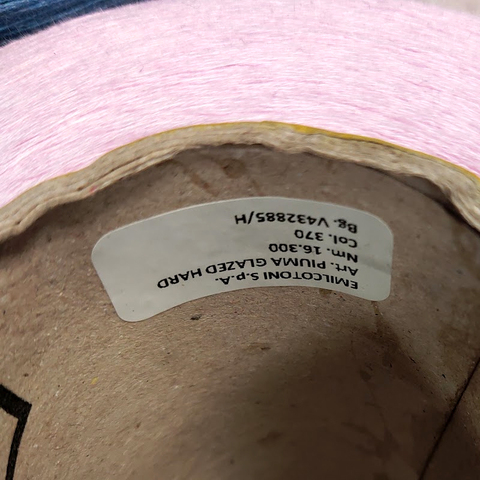 EMILCOTONI S.p.A.
Art. PIUMA GLAZED HARD
Nm. 16.300
Col. 370
Bg. V432885/H